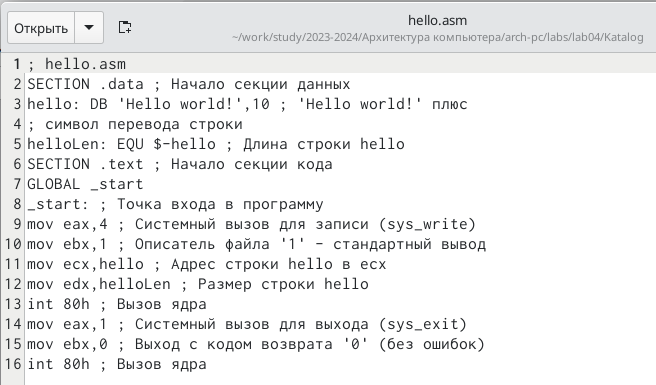 Открыть
hello.asm
~/work/study/2023-2024/Архитектура компьютера/arch-pc/labs/lab04/Katalog
1 ; hello.asm
2 SECTION .data ; Начало секции данных
3 hello: DB 'Hello world!',10 ; 'Hello world!' плюс
4 ; символ перевода строки
5 helloLen: EQU $-hello ; Длина строки hello
6 SECTION .text ; Начало секции кода
7 GLOBAL _start
8 _start: ; Точка входа в программу
9 mov eax,4 ; Системный вызов для записи (sys_write)
10 mov ebx,1 ; Описатель файла '1' - стандартный вывод
11 mov ecx,hello ; Адрес строки hello в ecx
12 mov edx,helloLen ; Размер строки hello
13 int 80h ; Вызов ядра
14 mov eax,1 ; Системный вызов для выхода (sys_exit)
15 mov ebx,0 ; Выход с кодом возврата '0' (без ошибок)
16 int 80h ; Вызов ядра